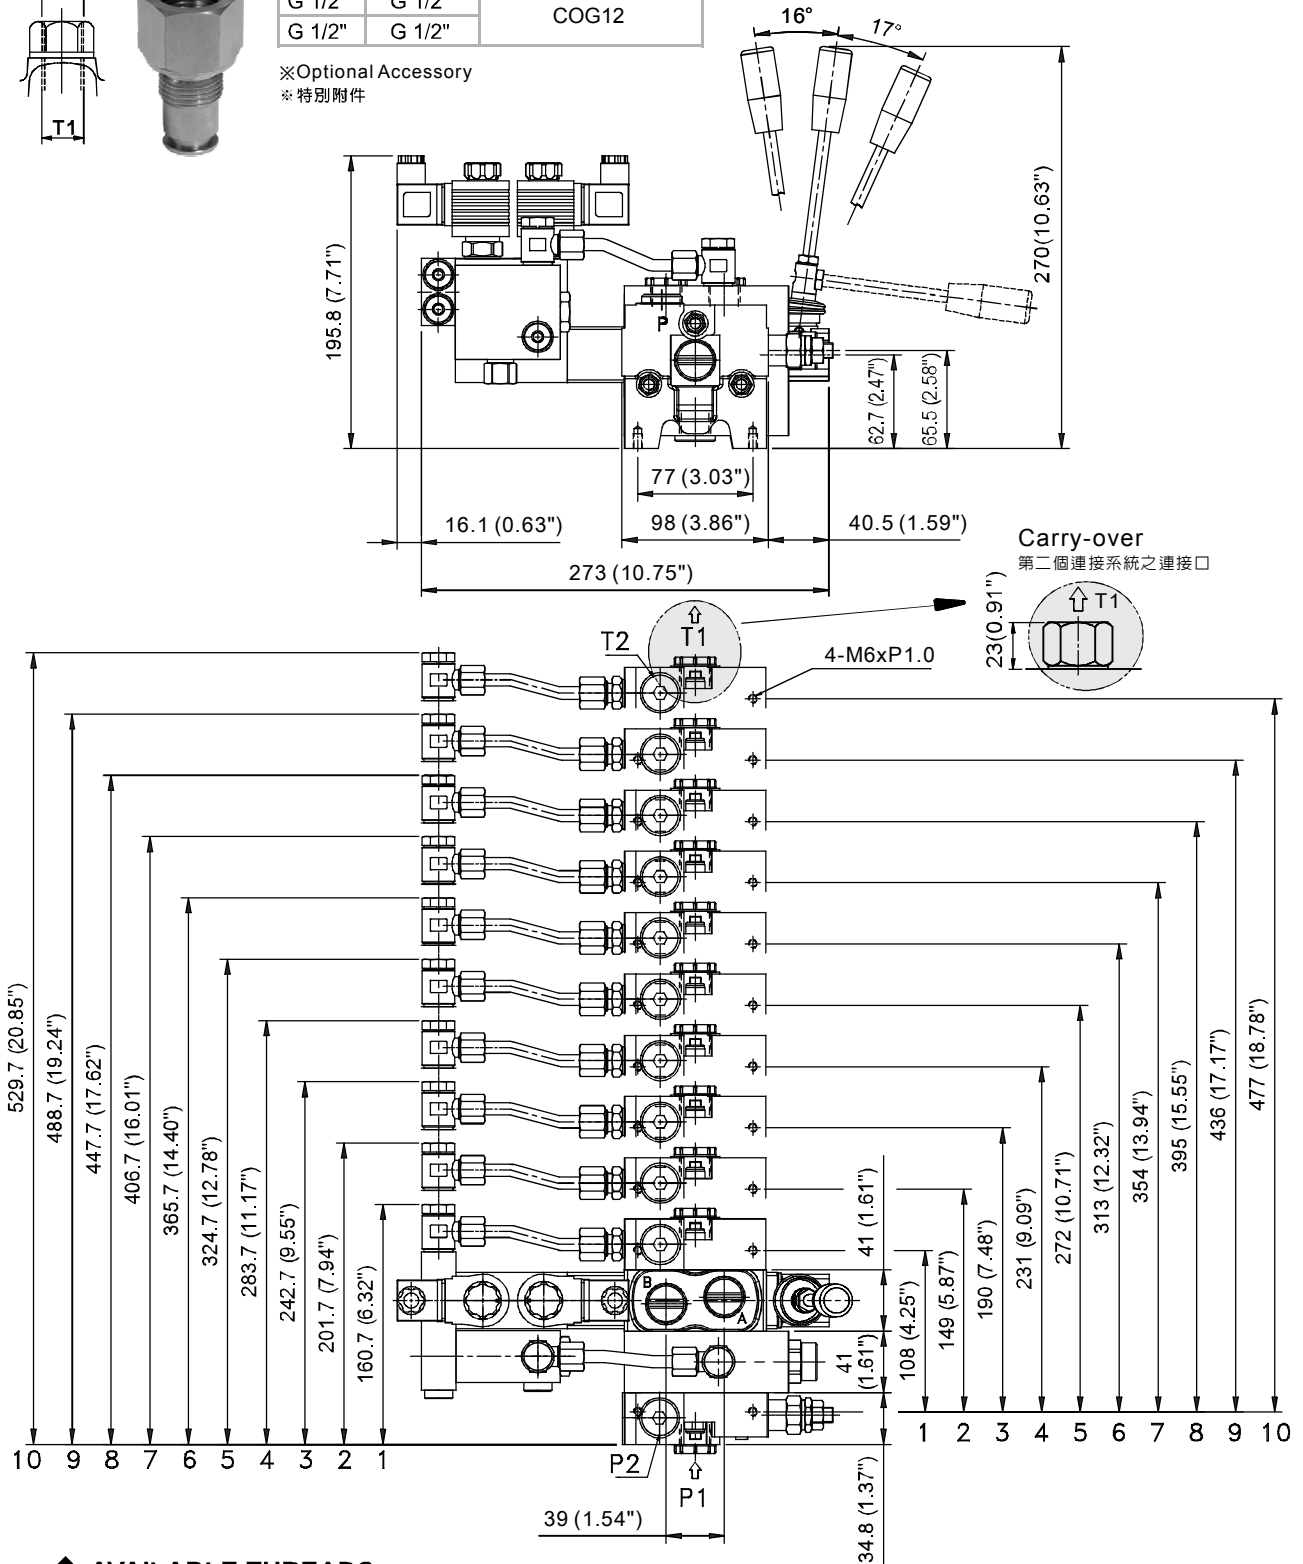 G 1/2" G 1/2"
G 1/2" G 1/2" COG12
※Optional Accessory
※特別附件
T1
16°
17°
270(10.63")
195.8 (7.71")
P
62.7 (2.47")
65.5 (2.58")
77 (3.03")
16.1 (0.63")
98 (3.86")
40.5 (1.59")
273 (10.75")
Carry-over
第二個連接系統之連接口
T1
23(0.91")
T2
T1
4-M6xP1.0
529.7 (20.85")
488.7 (19.24")
447.7 (17.62")
406.7 (16.01")
365.7 (14.40")
324.7 (12.78")
283.7 (11.17")
242.7 (9.55")
201.7 (7.94")
160.7 (6.32")
B
A
41 (1.61")
41 (1.61")
108 (4.25")
149 (5.87")
190 (7.48")
231 (9.09")
272 (10.71")
313 (12.32")
354 (13.94")
395 (15.55")
436 (17.17")
477 (18.78")
10 9 8 7 6 5 4 3 2 1
1 2 3 4 5 6 7 8 9 10
P2
P1
39 (1.54")
34.8 (1.37")
AVAILABLE THREADS